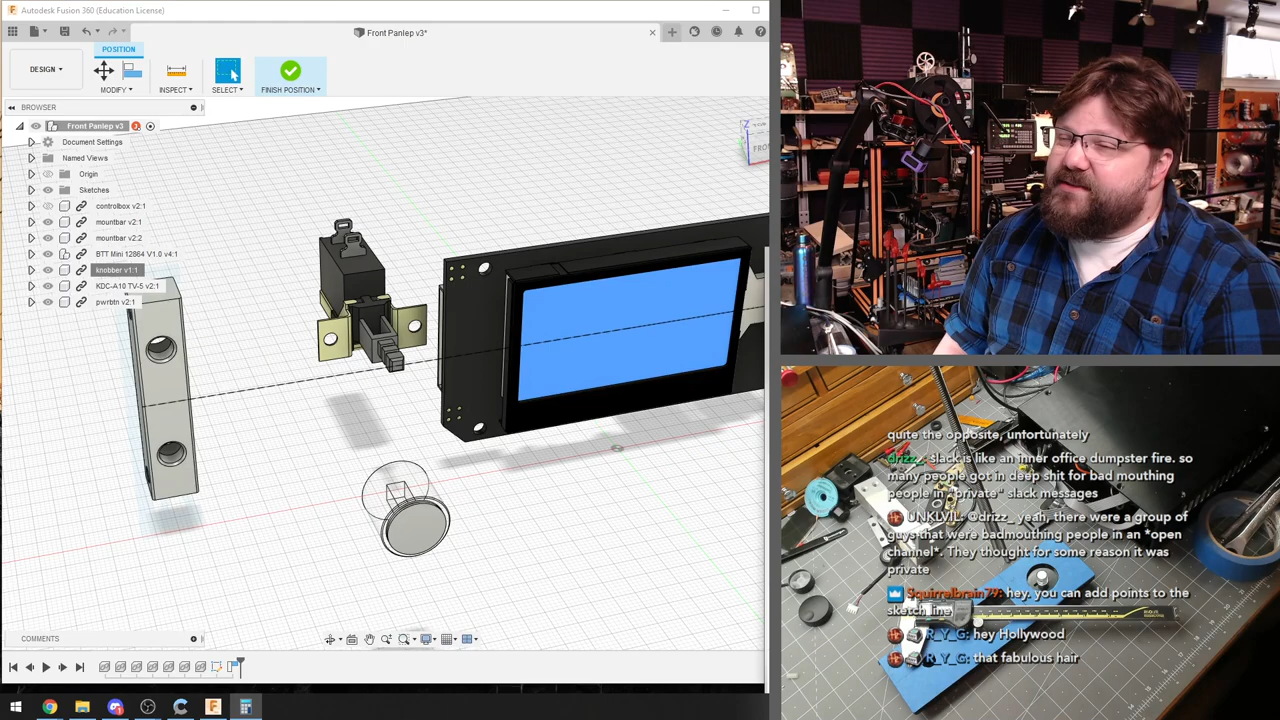 Autodesk Fusion 360 (Education License)
Front Panlep v3*
POSITION
DESIGN
MODIFY
INSPECT
SELECT
FINISH POSITION
BROWSER
Front Panlep v3
Document Settings
Named Views
Origin
Sketches
controlbox v2:1
mountbar v2:1
mountbar v2:2
BTT Mini 12864 V1.0 v4:1
knobber v1:1
KDC-A10 TV-5 v2:1
pwrbtn v2:1
TOP
FRONT
COMMENTS
quite the opposite, unfortunately
drizz_: slack is like an inner office dumpster fire. so
many people got in deep shit for bad mouthing
people in "private" slack messages
UNKLVIL: @drizz_ yeah, there were a group of
guys that were badmouthing people in an *open
channel*. They thought for some reason it was
private
Squirrelbrain79: hey. you can add points to the
sketch line
R_Y_G: hey Hollywood
R_Y_G: that fabulous hair